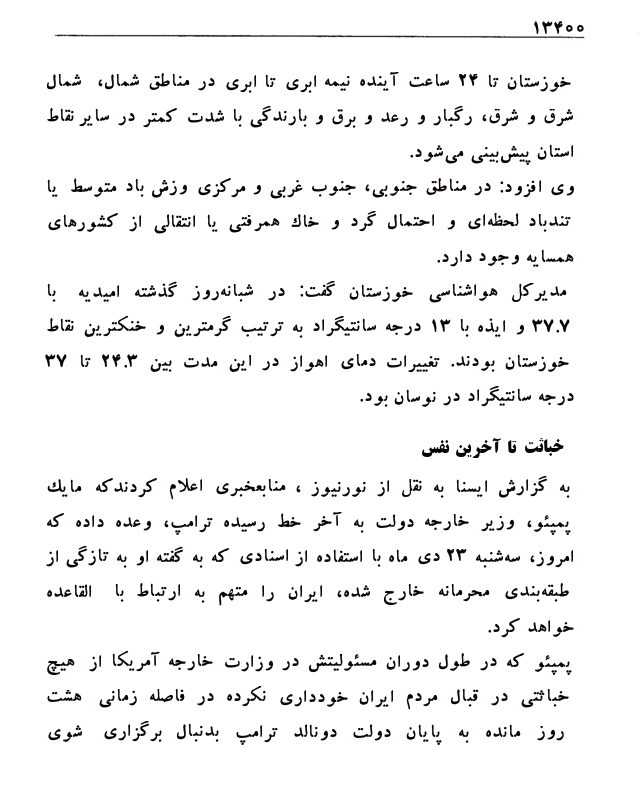 ۱۳۴۰۰
خوزستان تا ۲۴ ساعت آینده نیمه ابری تا ابری در مناطق شمال، شمال
شرق و شرق، رگبار و رعد و برق و بارندگی با شدت کمتر در سایر نقاط
استان پیش‌بینی می‌شود.
وی افزود: در مناطق جنوبی، جنوب غربی و مرکزی وزش باد متوسط یا
تندباد لحظه‌ای و احتمال گرد و خاک همرفتی یا انتقالی از کشورهای
همسایه وجود دارد.
مدیرکل هواشناسی خوزستان گفت: در شبانه‌روز گذشته امیدیه با
۳۷.۷ و ایذه با ۱۳ درجه سانتیگراد به ترتیب گرمترین و خنکترین نقاط
خوزستان بودند. تغییرات دمای اهواز در این مدت بین ۲۴.۳ تا ۳۷
درجه سانتیگراد در نوسان بود.
خباثت تا آخرین نفس
به گزارش ایسنا به نقل از نورنیوز ، منابعخبری اعلام کردندکه مایك
پمپئو، وزیر خارجه دولت به آخر خط رسیده ترامپ، وعده داده که
امروز، سه‌شنبه ۲۳ دی ماه با استفاده از اسنادی که به گفته او به تازگی از
طبقه‌بندی محرمانه خارج شده، ایران را متهم به ارتباط با القاعده
خواهد کرد.
پمپئو که در طول دوران مسئولیتش در وزارت خارجه آمریکا از هیچ
خباثتی در قبال مردم ایران خودداری نکرده در فاصله زمانی هشت
روز مانده به پایان دولت دونالد ترامپ بدنبال برگزاری شوی